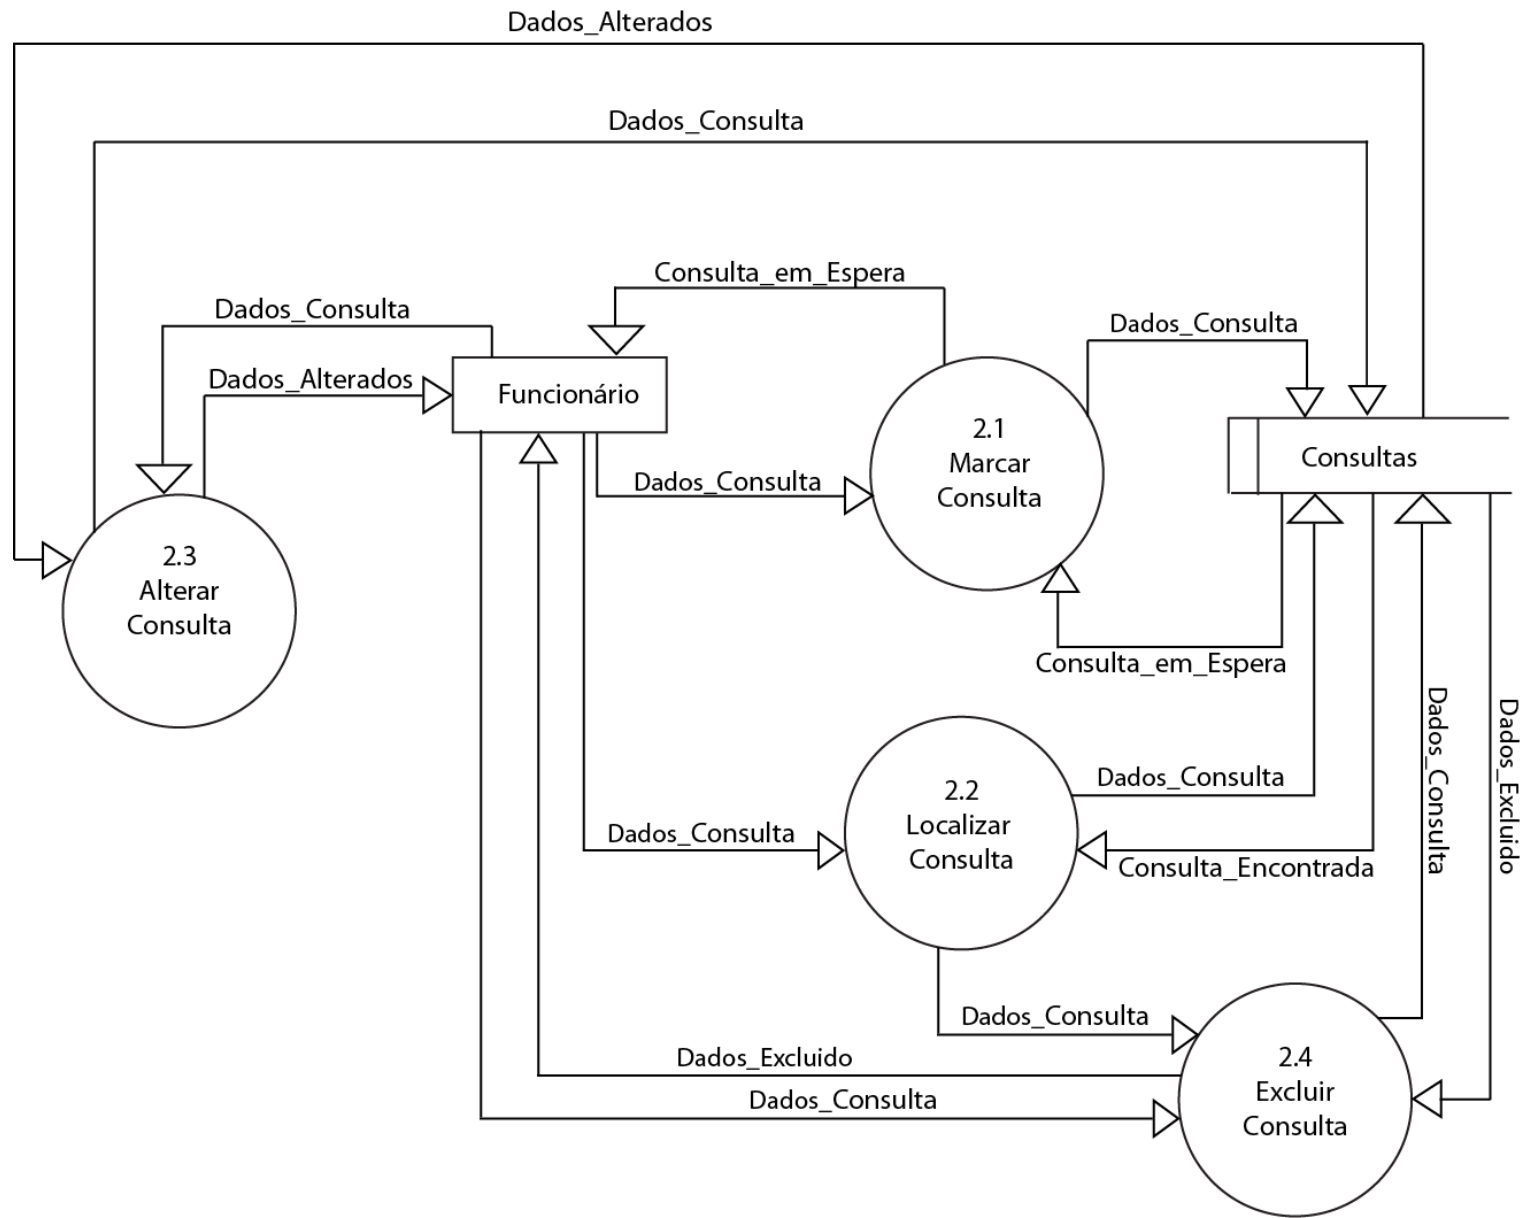 Dados_Alterados
Dados_Consulta
Consulta_em_Espera
Dados_Consulta
Dados_Consulta
Dados_Alterados
Funcionário
2.1
Marcar
Consulta
Consultas
Dados_Consulta
2.3
Alterar
Consulta
Consulta_em_Espera
Dados_Consulta
Dados_Excluido
Dados_Consulta
2.2
Localizar
Consulta
Dados_Consulta
Consulta_Encontrada
Dados_Consulta
Dados_Excluido
Dados_Consulta
2.4
Excluir
Consulta